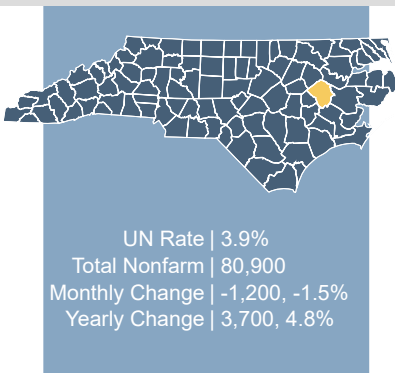 UN Rate | 3.9%
Total Nonfarm | 80,900
Monthly Change | -1,200, -1.5%
Yearly Change | 3,700, 4.8%